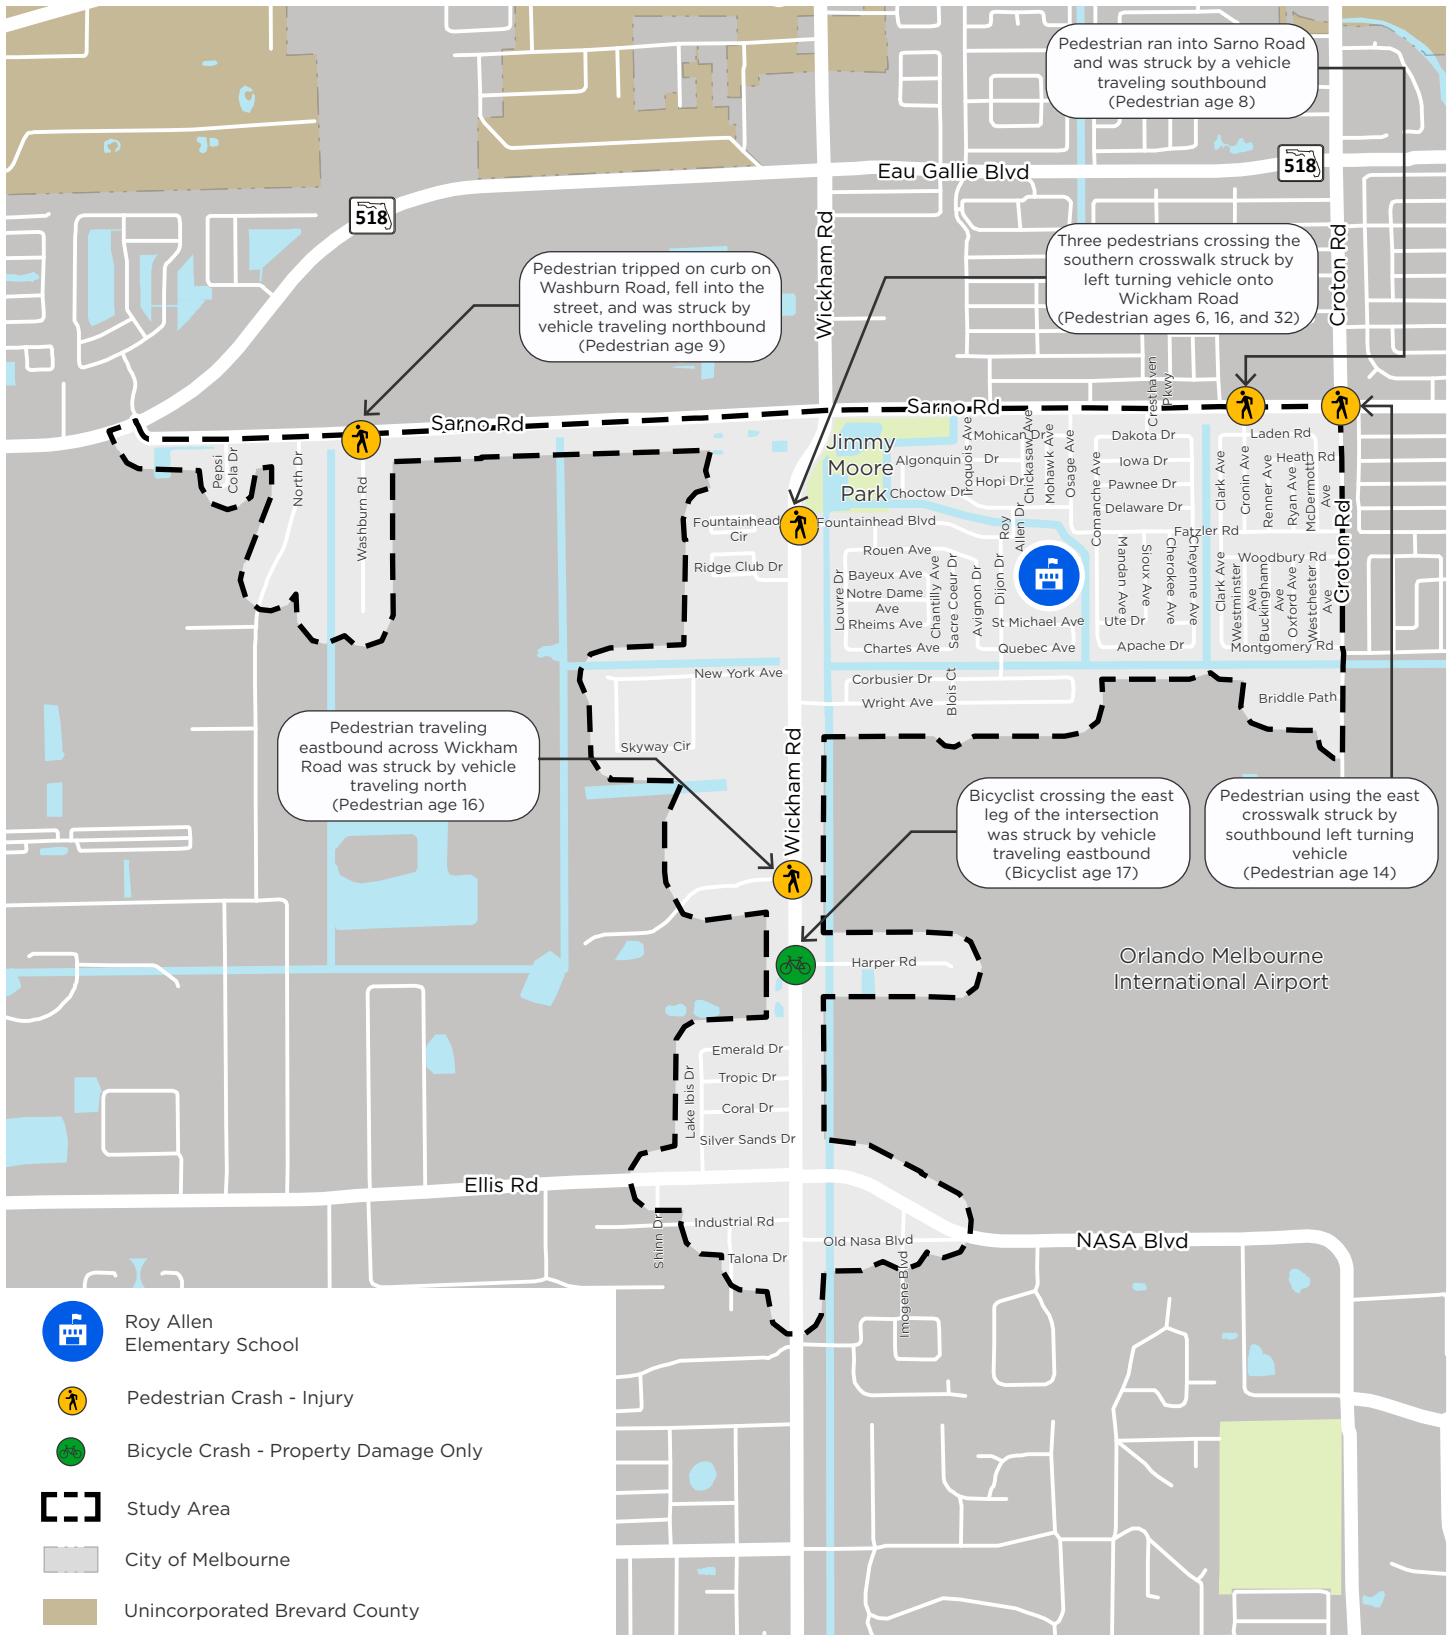 Pedestrian ran into Sarno Road
and was struck by a vehicle
traveling southbound
(Pedestrian age 8)
518
Eau Gallie Blvd
518
Wickham Rd
Croton Rd
Three pedestrians crossing the
southern crosswalk struck by
left turning vehicle onto
Wickham Road
(Pedestrian ages 6, 16, and 32)
Pedestrian tripped on curb on
Washburn Road, fell into the
street, and was struck by
vehicle traveling northbound
(Pedestrian age 9)
Cresthaven
Pkwy
Sarno Rd
Sarno Rd
Pepsi
Cola Dr
North Dr
Washburn Rd
Jimmy
Moore
Park
Iroquois Ave
Mohican Dr
Chickasaw Ave
Mohawk Ave
Osage Ave
Algonquin
Dr
Hopi Dr
Choctow Dr
Comanche Ave
Dakota Dr
Iowa Dr
Pawnee Dr
Delaware Dr
Clark Ave
Cronin Ave
Laden Rd
Heath Rd
Renner Ave
Ryan Ave
McDermott
Ave
Fountainhead
Cir
Fountainhead Blvd
Roy
Allen Dr
Fatzler Rd
Ridge Club Dr
Rouen Ave
Bayeux Ave
Notre Dame
Ave
Rheims Ave
Chartes Ave
Louvre Dr
Chantilly Ave
Sacre Coeur Dr
Avignon Dr
Dijon Dr
St Michael Ave
Quebec Ave
Mandan Ave
Sioux Ave
Cherokee Ave
Cheyenne Ave
Ute Dr
Apache Dr
Clark Ave
Woodbury Rd
Westminster
Ave
Buckingham
Ave
Oxford Ave
Westchester
Ave
Montgomery Rd
Croton Rd
New York Ave
Corbusier Dr
Wright Ave
Blois Ct
Briddle Path
Skyway Cir
Wickham Rd
Pedestrian traveling
eastbound across Wickham
Road was struck by vehicle
traveling north
(Pedestrian age 16)
Bicyclist crossing the east
leg of the intersection
was struck by vehicle
traveling eastbound
(Bicyclist age 17)
Pedestrian using the east
crosswalk struck by
southbound left turning
vehicle
(Pedestrian age 14)
Harper Rd
Orlando Melbourne
International Airport
Emerald Dr
Tropic Dr
Lake Ibis Dr
Coral Dr
Silver Sands Dr
Ellis Rd
Shinn Dr
Industrial Rd
Talona Dr
Old Nasa Blvd
Imogene Blvd
NASA Blvd
Roy Allen
Elementary School
Pedestrian Crash - Injury
Bicycle Crash - Property Damage Only
Study Area
City of Melbourne
Unincorporated Brevard County